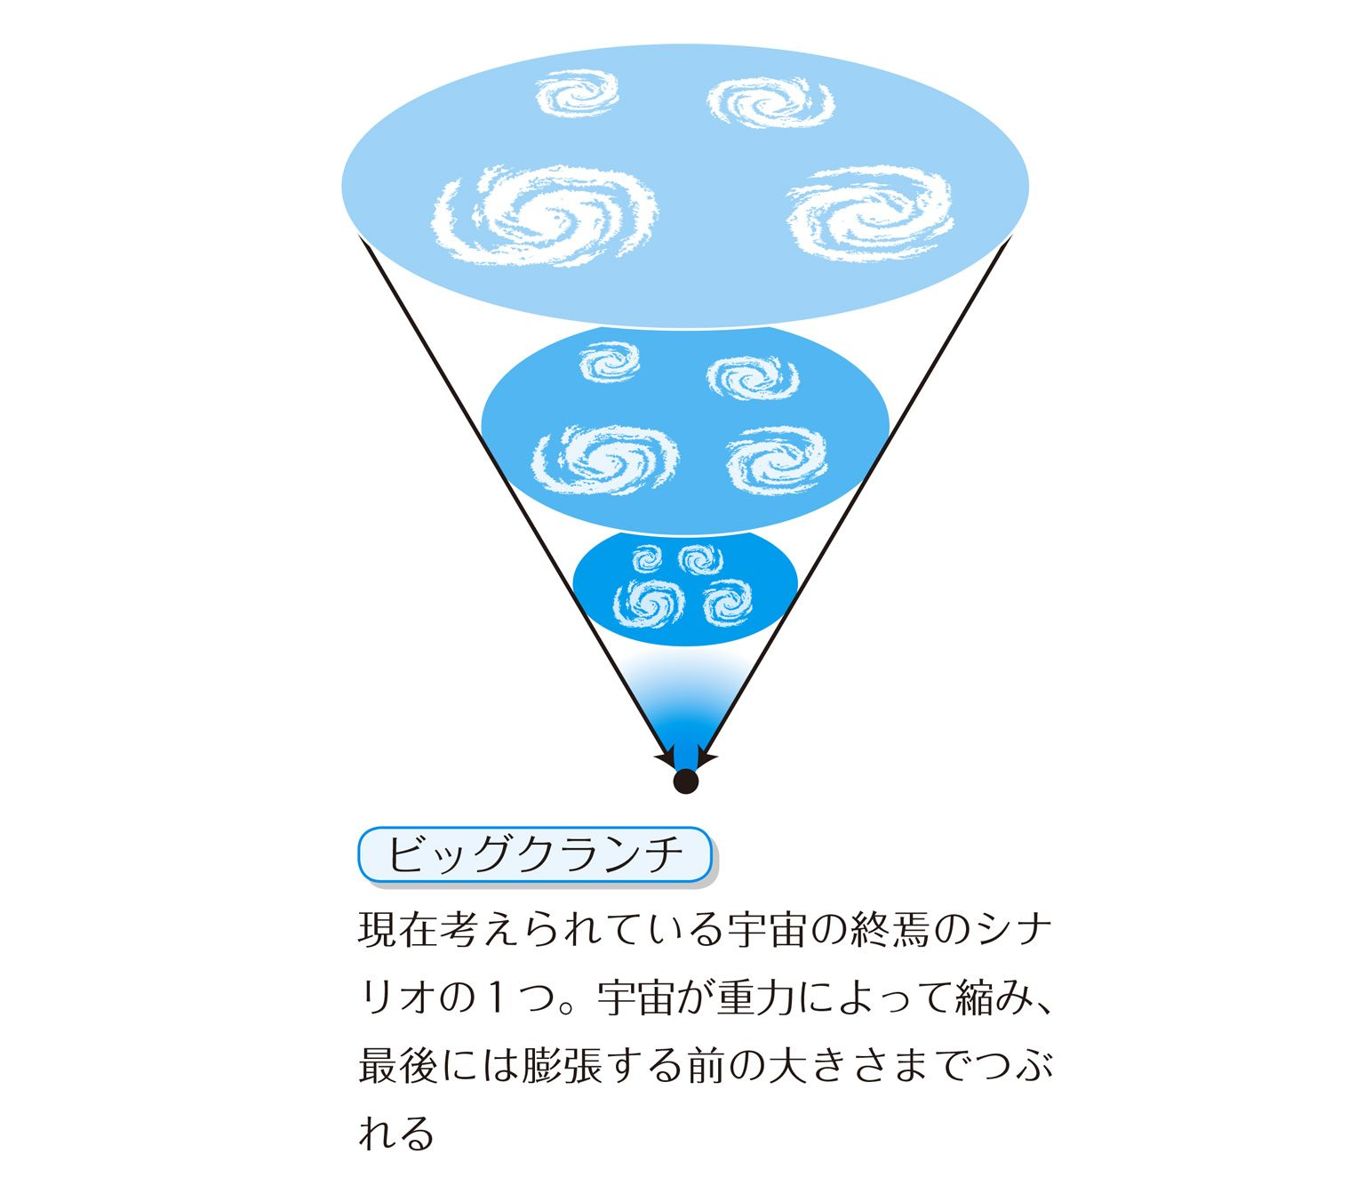 ビッグクランチ
現在考えられている宇宙の終焉のシナ
リオの１つ。宇宙が重力によって縮み、
最後には膨張する前の大きさまでつぶ
れる